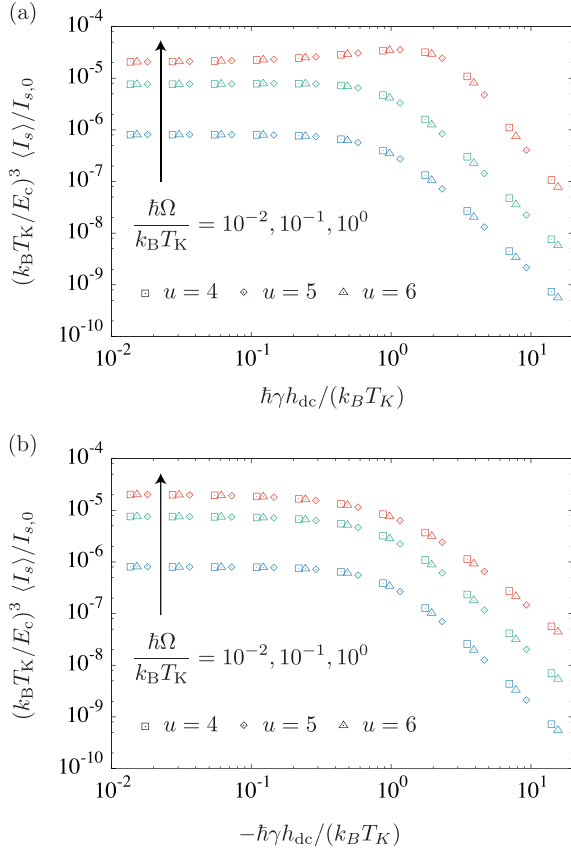 (a)
10^-4
10^-5
10^-6
10^-7
10^-8
10^-9
10^-10
(k_B T_K/E_c)^3 ⟨I_s⟩/I_{s,0}
ħΩ/k_B T_K = 10^-2, 10^-1, 10^0
u = 4 u = 5 u = 6
10^-2 10^-1 10^0 10^1
ħγh_dc/(k_B T_K)
(b)
10^-4
10^-5
10^-6
10^-7
10^-8
10^-9
10^-10
(k_B T_K/E_c)^3 ⟨I_s⟩/I_{s,0}
ħΩ/k_B T_K = 10^-2, 10^-1, 10^0
u = 4 u = 5 u = 6
10^-2 10^-1 10^0 10^1
−ħγh_dc/(k_B T_K)